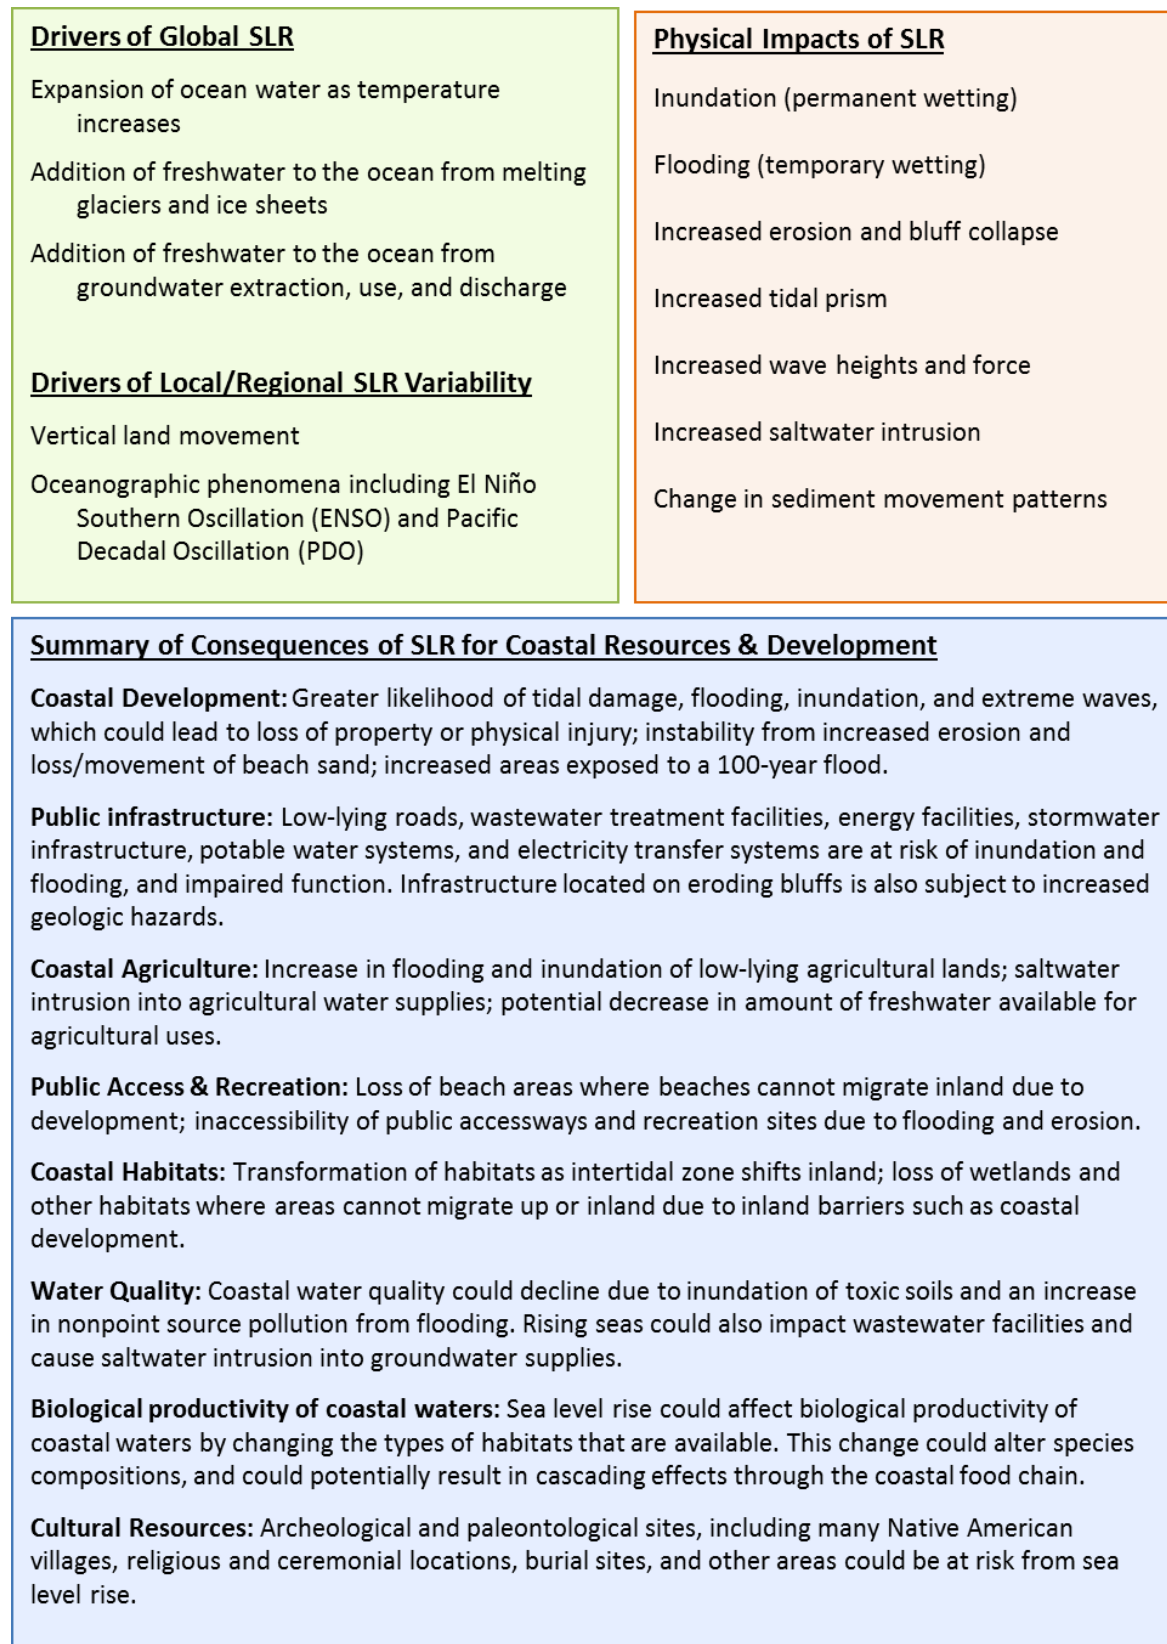 Drivers of Global SLR
Expansion of ocean water as temperature
increases
Addition of freshwater to the ocean from melting
glaciers and ice sheets
Addition of freshwater to the ocean from
groundwater extraction, use, and discharge
Drivers of Local/Regional SLR Variability
Vertical land movement
Oceanographic phenomena including El Niño
Southern Oscillation (ENSO) and Pacific
Decadal Oscillation (PDO)
Physical Impacts of SLR
Inundation (permanent wetting)
Flooding (temporary wetting)
Increased erosion and bluff collapse
Increased tidal prism
Increased wave heights and force
Increased saltwater intrusion
Change in sediment movement patterns
Summary of Consequences of SLR for Coastal Resources & Development
Coastal Development: Greater likelihood of tidal damage, flooding, inundation, and extreme waves,
which could lead to loss of property or physical injury; instability from increased erosion and
loss/movement of beach sand; increased areas exposed to a 100-year flood.
Public infrastructure: Low-lying roads, wastewater treatment facilities, energy facilities, stormwater
infrastructure, potable water systems, and electricity transfer systems are at risk of inundation and
flooding, and impaired function. Infrastructure located on eroding bluffs is also subject to increased
geologic hazards.
Coastal Agriculture: Increase in flooding and inundation of low-lying agricultural lands; saltwater
intrusion into agricultural water supplies; potential decrease in amount of freshwater available for
agricultural uses.
Public Access & Recreation: Loss of beach areas where beaches cannot migrate inland due to
development; inaccessibility of public accessways and recreation sites due to flooding and erosion.
Coastal Habitats: Transformation of habitats as intertidal zone shifts inland; loss of wetlands and
other habitats where areas cannot migrate up or inland due to inland barriers such as coastal
development.
Water Quality: Coastal water quality could decline due to inundation of toxic soils and an increase
in nonpoint source pollution from flooding. Rising seas could also impact wastewater facilities and
cause saltwater intrusion into groundwater supplies.
Biological productivity of coastal waters: Sea level rise could affect biological productivity of
coastal waters by changing the types of habitats that are available. This change could alter species
compositions, and could potentially result in cascading effects through the coastal food chain.
Cultural Resources: Archeological and paleontological sites, including many Native American
villages, religious and ceremonial locations, burial sites, and other areas could be at risk from sea
level rise.